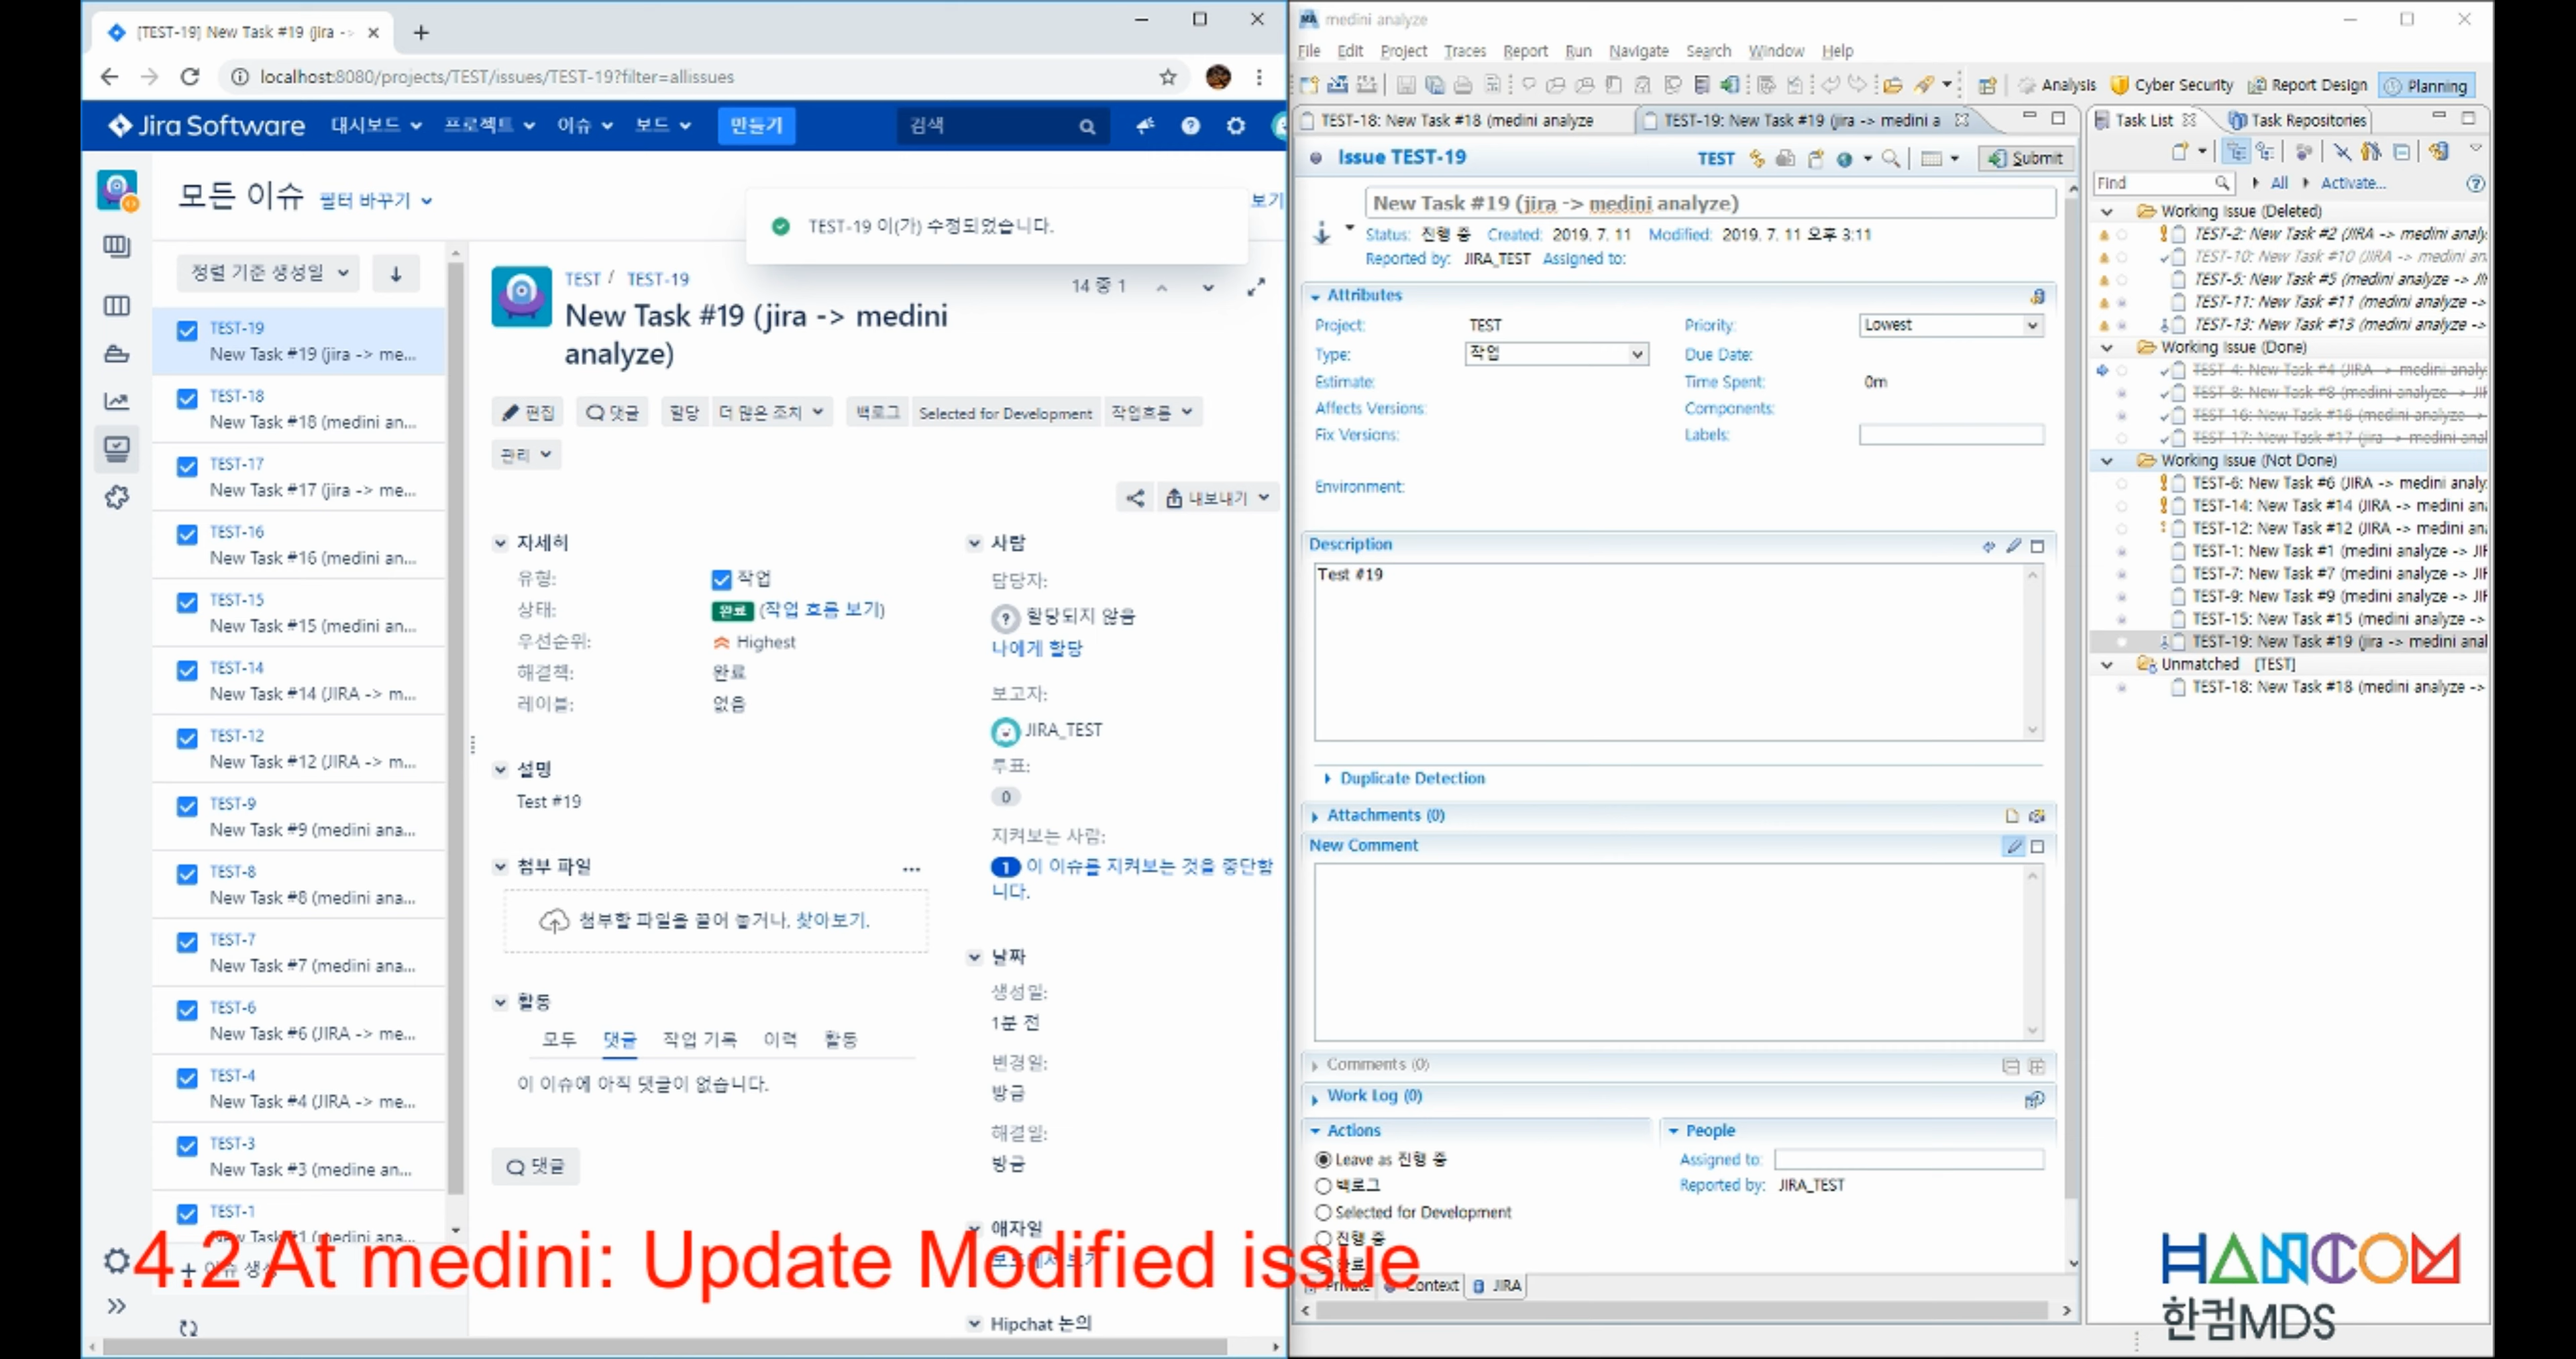 [TEST-19] New Task #19 (jira ->
localhost:8080/projects/TEST/issues/TEST-19?filter=allissues
Jira Software 대시보드 프로젝트 이슈 보드 만들기 검색
모든 이슈 필터 바꾸기
보기
TEST-19 이(가) 수정되었습니다.
정렬 기준 생성일
TEST-19
New Task #19 (jira -> me...
TEST-18
New Task #18 (medini an...
TEST-17
New Task #17 (jira -> me...
TEST-16
New Task #16 (medini an...
TEST-15
New Task #15 (medini an...
TEST-14
New Task #14 (JIRA -> m...
TEST-12
New Task #12 (JIRA -> m...
TEST-9
New Task #9 (medini ana...
TEST-8
New Task #8 (medini ana...
TEST-7
New Task #7 (medini ana...
TEST-6
New Task #6 (JIRA -> me...
TEST-4
New Task #4 (JIRA -> me...
TEST-3
New Task #3 (medine an...
TEST-1
New Task #1 (medini ana...
+ 이슈 생성
TEST / TEST-19
14 중 1
New Task #19 (jira -> medini
analyze)
편집 댓글 할당 더 많은 조치 백로그 Selected for Development 작업흐름
관리
내보내기
자세히
유형: 작업
상태: 완료 (작업 흐름 보기)
우선순위: Highest
해결책: 완료
레이블: 없음
설명
Test #19
첨부 파일
첨부할 파일을 끌어 놓거나, 찾아보기.
활동
모두 댓글 작업 기록 이력 활동
이 이슈에 아직 댓글이 없습니다.
댓글
사람
담당자:
할당되지 않음
나에게 할당
보고자:
JIRA_TEST
투표:
0
지켜보는 사람:
1 이 이슈를 지켜보는 것을 중단합
니다.
날짜
생성일:
1분 전
변경일:
방금
해결일:
방금
애자일
보드에서 보기
Hipchat 논의
medini analyze
File Edit Project Traces Report Run Navigate Search Window Help
Analysis Cyber Security Report Design Planning
TEST-18: New Task #18 (medini analyze
TEST-19: New Task #19 (jira -> medini a
Issue TEST-19
TEST
Submit
New Task #19 (jira -> medini analyze)
Status: 진행 중 Created: 2019. 7. 11 Modified: 2019. 7. 11 오후 3:11
Reported by: JIRA_TEST Assigned to:
Attributes
Project: TEST Priority: Lowest
Type: 작업 Due Date:
Estimate: Time Spent: 0m
Affects Versions: Components:
Fix Versions: Labels:
Environment:
Description
Test #19
Duplicate Detection
Attachments (0)
New Comment
Comments (0)
Work Log (0)
Actions
Leave as 진행 중
백로그
Selected for Development
진행 중
완료
People
Assigned to:
Reported by: JIRA_TEST
Private Context JIRA
Task List Task Repositories
Find All Activate...
Working Issue (Deleted)
TEST-2: New Task #2 (JIRA -> medini analy
TEST-10: New Task #10 (JIRA -> medini an
TEST-5: New Task #5 (medini analyze -> JI
TEST-11: New Task #11 (medini analyze ->
TEST-13: New Task #13 (medini analyze ->
Working Issue (Done)
TEST-4: New Task #4 (JIRA -> medini analy
TEST-8: New Task #8 (medini analyze -> JI
TEST-16: New Task #16 (medini analyze ->
TEST-17: New Task #17 (jira -> medini anal
Working Issue (Not Done)
TEST-6: New Task #6 (JIRA -> medini analy
TEST-14: New Task #14 (JIRA -> medini an
TEST-12: New Task #12 (JIRA -> medini an
TEST-1: New Task #1 (medini analyze -> JI
TEST-7: New Task #7 (medini analyze -> JI
TEST-9: New Task #9 (medini analyze -> JI
TEST-15: New Task #15 (medini analyze ->
TEST-19: New Task #19 (jira -> medini anal
Unmatched [TEST]
TEST-18: New Task #18 (medini analyze ->
4.2 At medini: Update Modified issue
HANCOM
한컴MDS